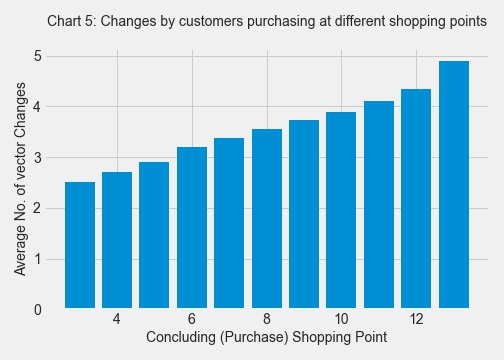 Chart 5: Changes by customers purchasing at different shopping points
Average No. of vector Changes
5
4
3
2
1
0
4 6 8 10 12
Concluding (Purchase) Shopping Point